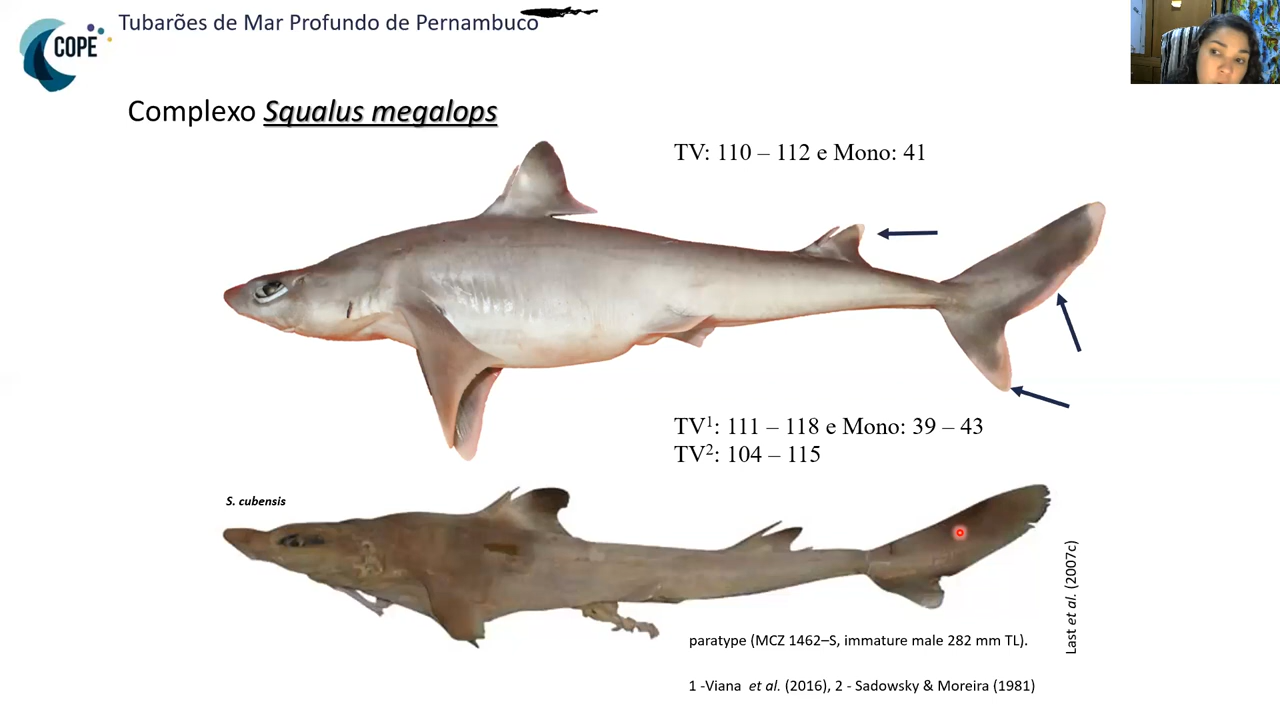 COPE
Tubarões de Mar Profundo de Pernambuco
Complexo Squalus megalops
TV: 110 – 112 e Mono: 41
TV¹: 111 – 118 e Mono: 39 – 43
TV²: 104 – 115
S. cubensis
Last et al. (2007c)
paratype (MCZ 1462–S, immature male 282 mm TL).
1 -Viana et al. (2016), 2 - Sadowsky & Moreira (1981)